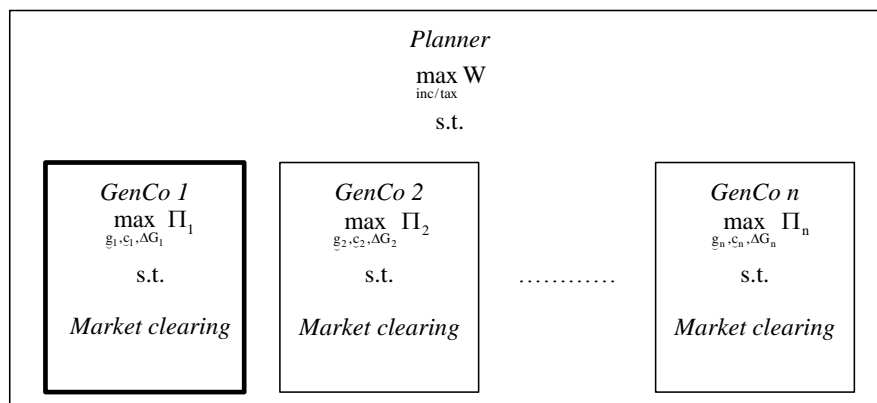 Planner
max W
inc/tax
s.t.
GenCo 1
max Π₁
g₁,c₁,ΔG₁
s.t.
Market clearing
GenCo 2
max Π₂
g₂,c₂,ΔG₂
s.t.
Market clearing
............
GenCo n
max Πₙ
gₙ,cₙ,ΔGₙ
s.t.
Market clearing